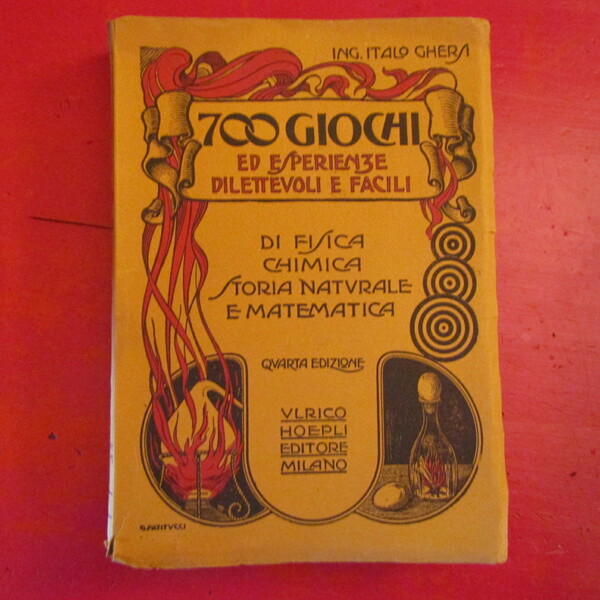 ING. ITALO GHERSI
700 GIOCHI
ED ESPERIENZE
DILETTEVOLI E FACILI
DI FISICA
CHIMICA
STORIA NATVRALE
E MATEMATICA
QVARTA EDIZIONE
VLRICO
HOEPLI
EDITORE
MILANO